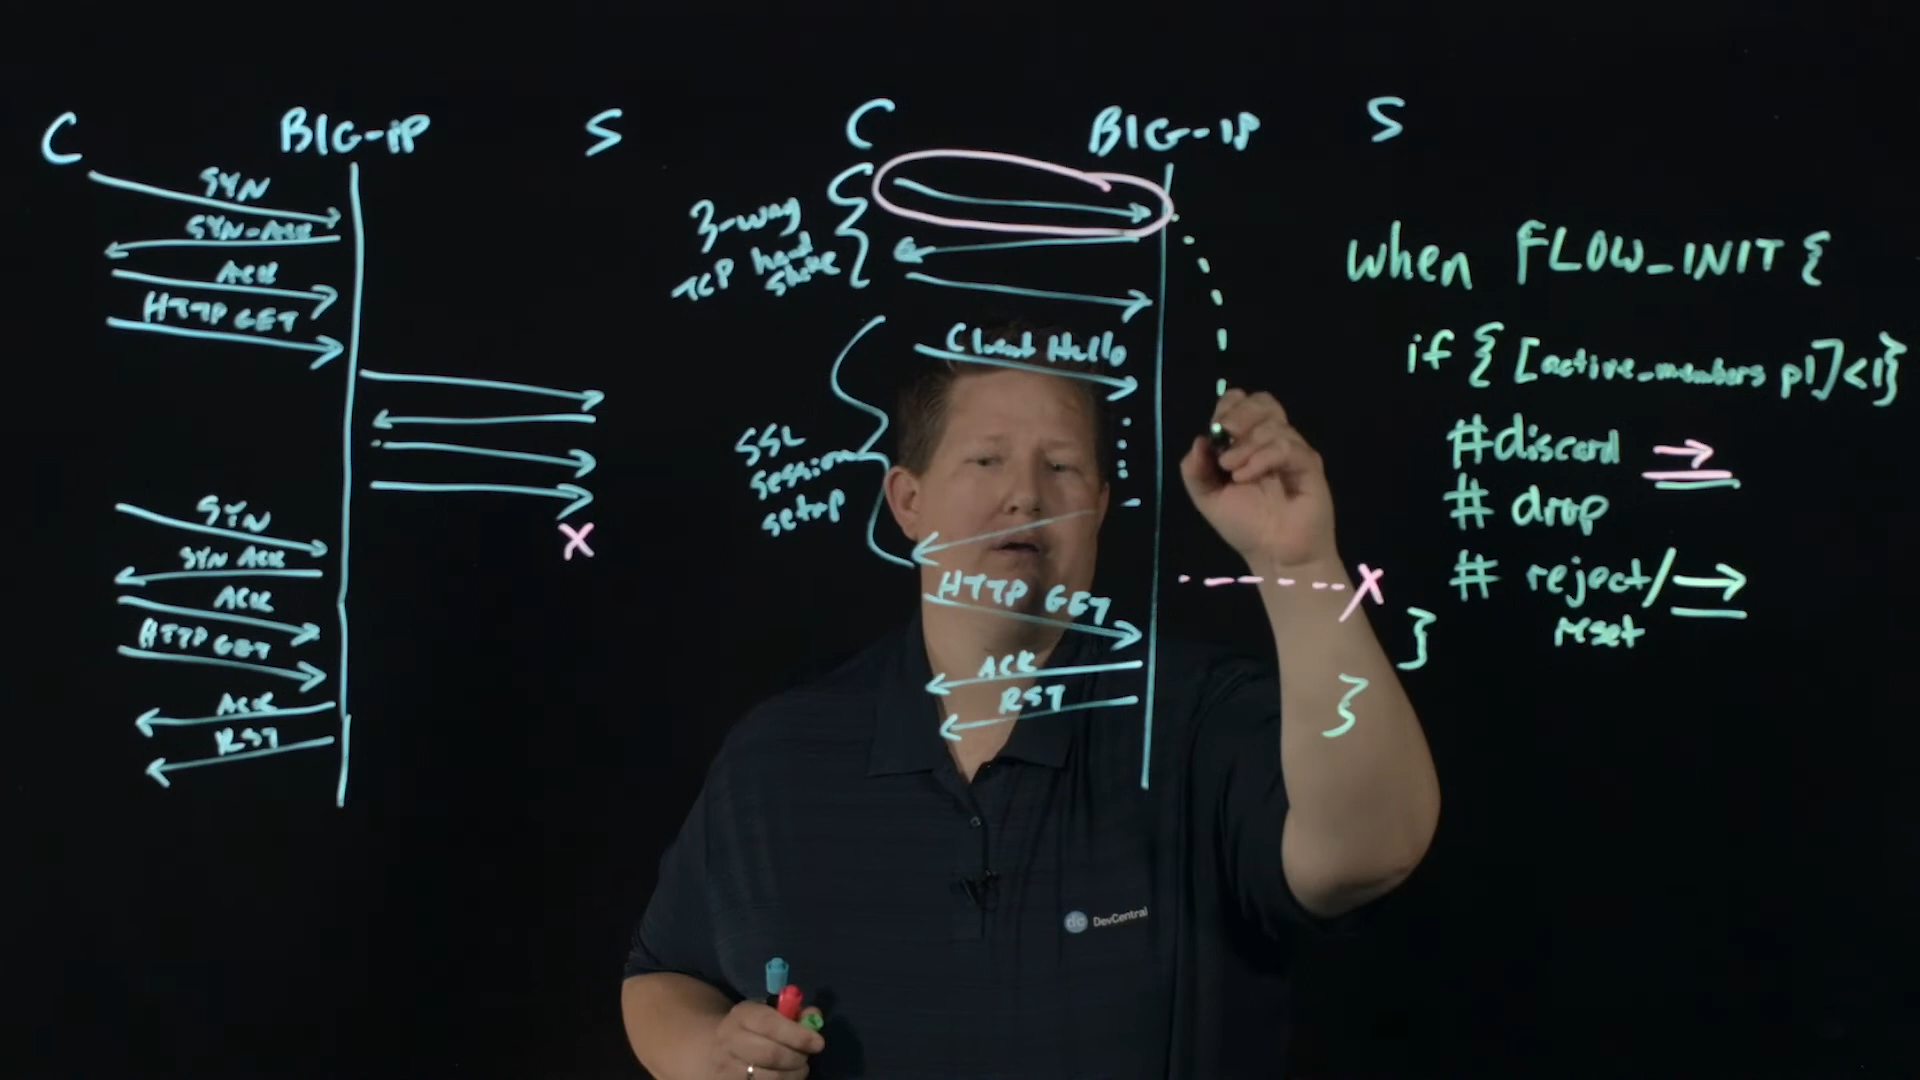 C BIG-IP S
SYN
SYN-ACK
ACK
HTTP GET
X
SYN
SYN ACK
ACK
HTTP GET
ACK
RST
C BIG-IP S
3-way
TCP hand
shake
Client Hello
SSL
session
setup
HTTP GET
X
ACK
RST
when FLOW_INIT {
if { [active_members p1]<1}
#discard
# drop
# reject/
reset
}
}
dc DevCentral